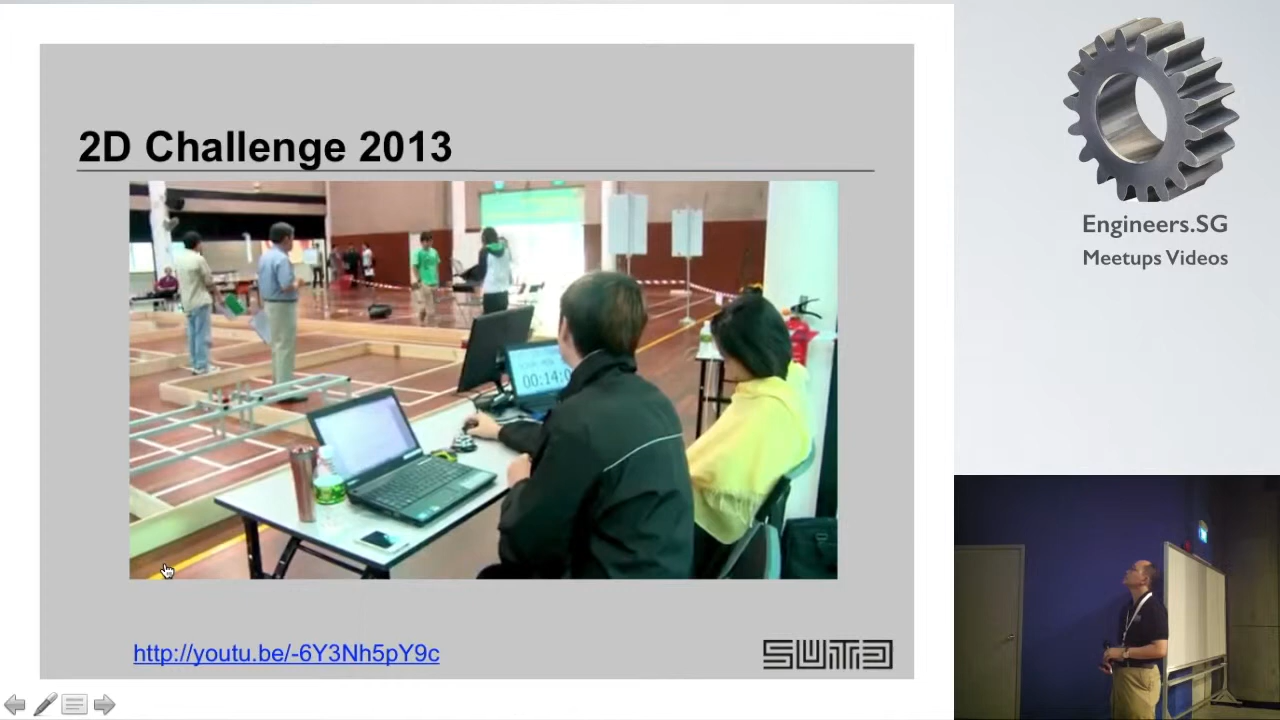 2D Challenge 2013
00:14:0
http://youtu.be/-6Y3Nh5pY9c
SUTD
Engineers.SG
Meetups Videos